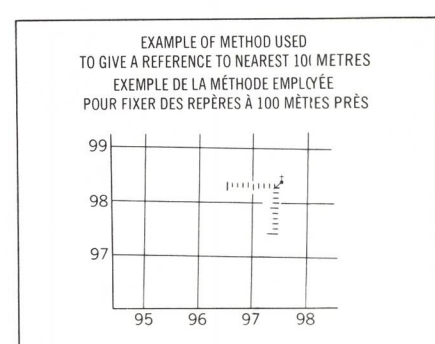 EXAMPLE OF METHOD USED
TO GIVE A REFERENCE TO NEAREST 100 METRES
EXEMPLE DE LA MÉTHODE EMPLOYÉE
POUR FIXER DES REPÈRES À 100 MÈTRES PRÈS
99
98
97
95 96 97 98